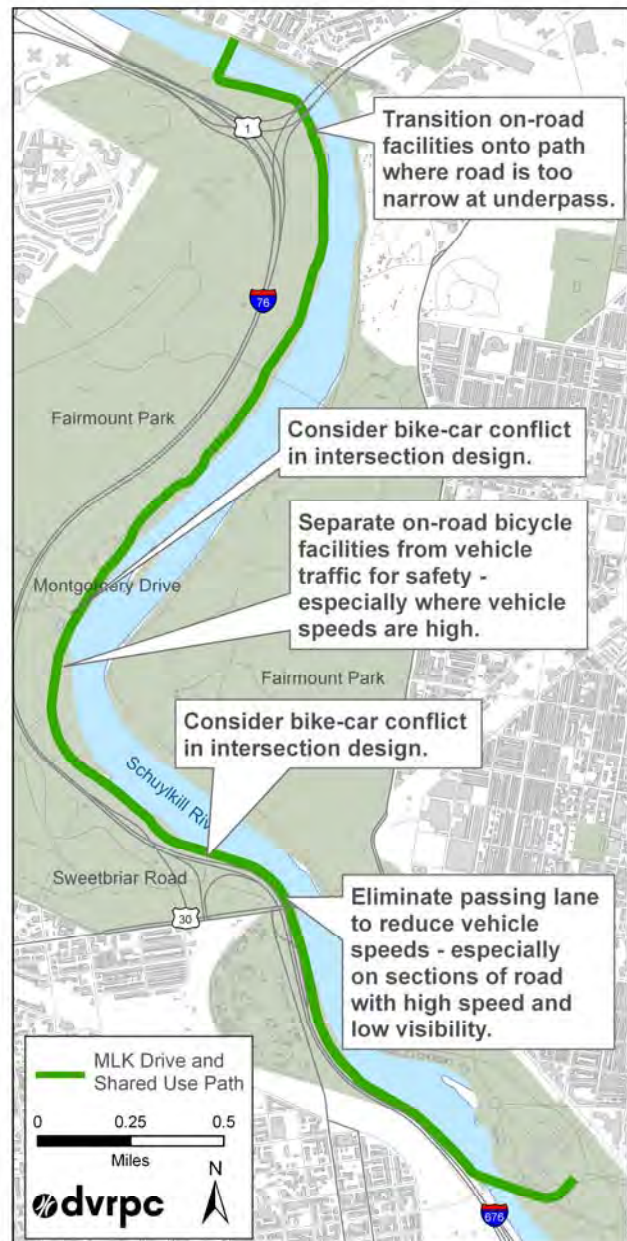 1
Transition on-road
facilities onto path
where road is too
narrow at underpass.
76
Fairmount Park
Consider bike-car conflict
in intersection design.
Separate on-road bicycle
facilities from vehicle
traffic for safety -
especially where vehicle
speeds are high.
Montgomery Drive
Fairmount Park
Consider bike-car conflict
in intersection design.
Schuylkill Riv
Sweetbriar Road
30
Eliminate passing lane
to reduce vehicle
speeds - especially
on sections of road
with high speed and
low visibility.
MLK Drive and
Shared Use Path
0 0.25 0.5
Miles
N
dvrpc
676